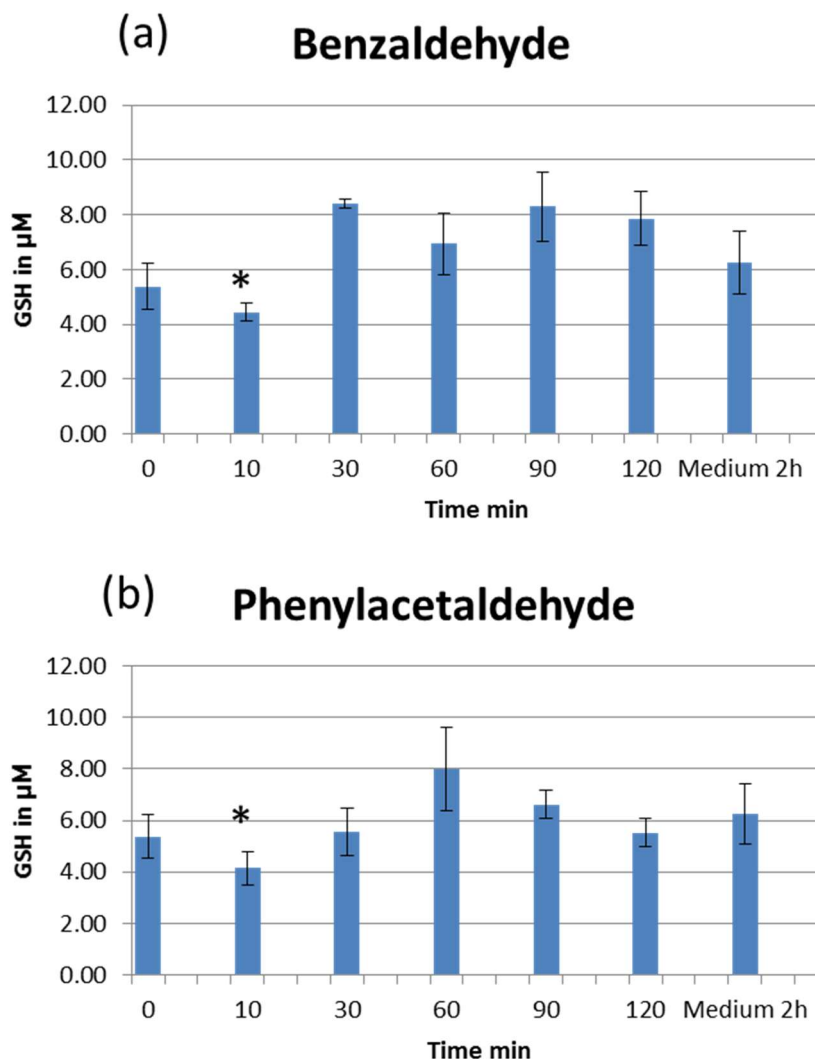 (a) Benzaldehyde
12.00
10.00
8.00
6.00
4.00
2.00
0.00
GSH in µM
*
0 10 30 60 90 120 Medium 2h
Time min
(b) Phenylacetaldehyde
12.00
10.00
8.00
6.00
4.00
2.00
0.00
GSH in µM
*
0 10 30 60 90 120 Medium 2h
Time min